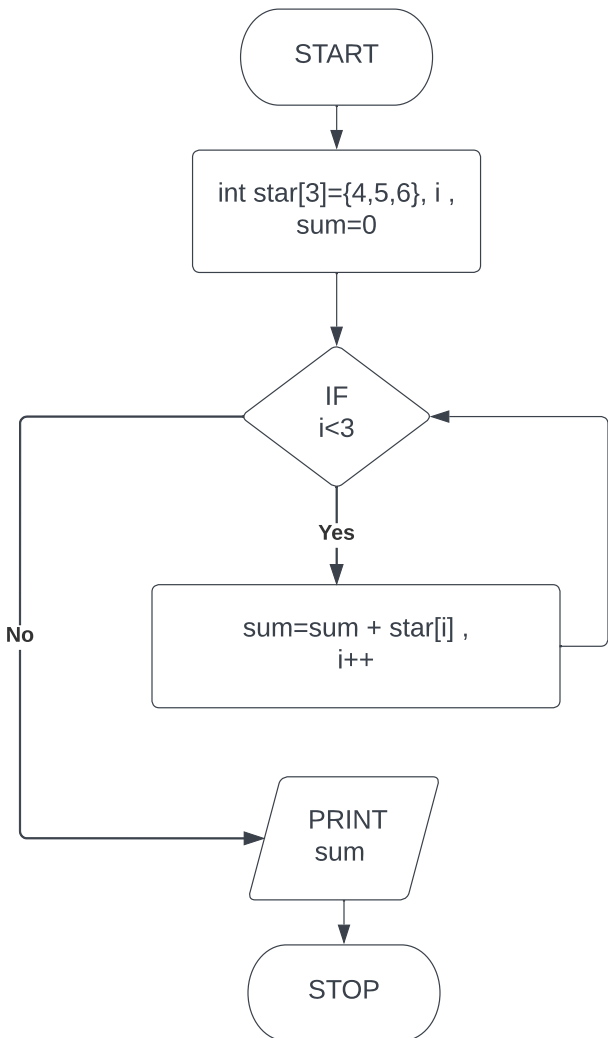 START
int star[3]={4,5,6}, i ,
sum=0
IF
i<3
Yes
No
sum=sum + star[i] ,
i++
PRINT
sum
STOP